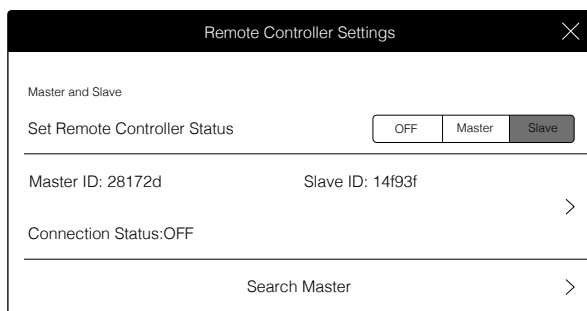 Remote Controller Settings
Master and Slave
Set Remote Controller Status OFF Master Slave
Master ID: 28172d Slave ID: 14f93f
Connection Status:OFF
Search Master